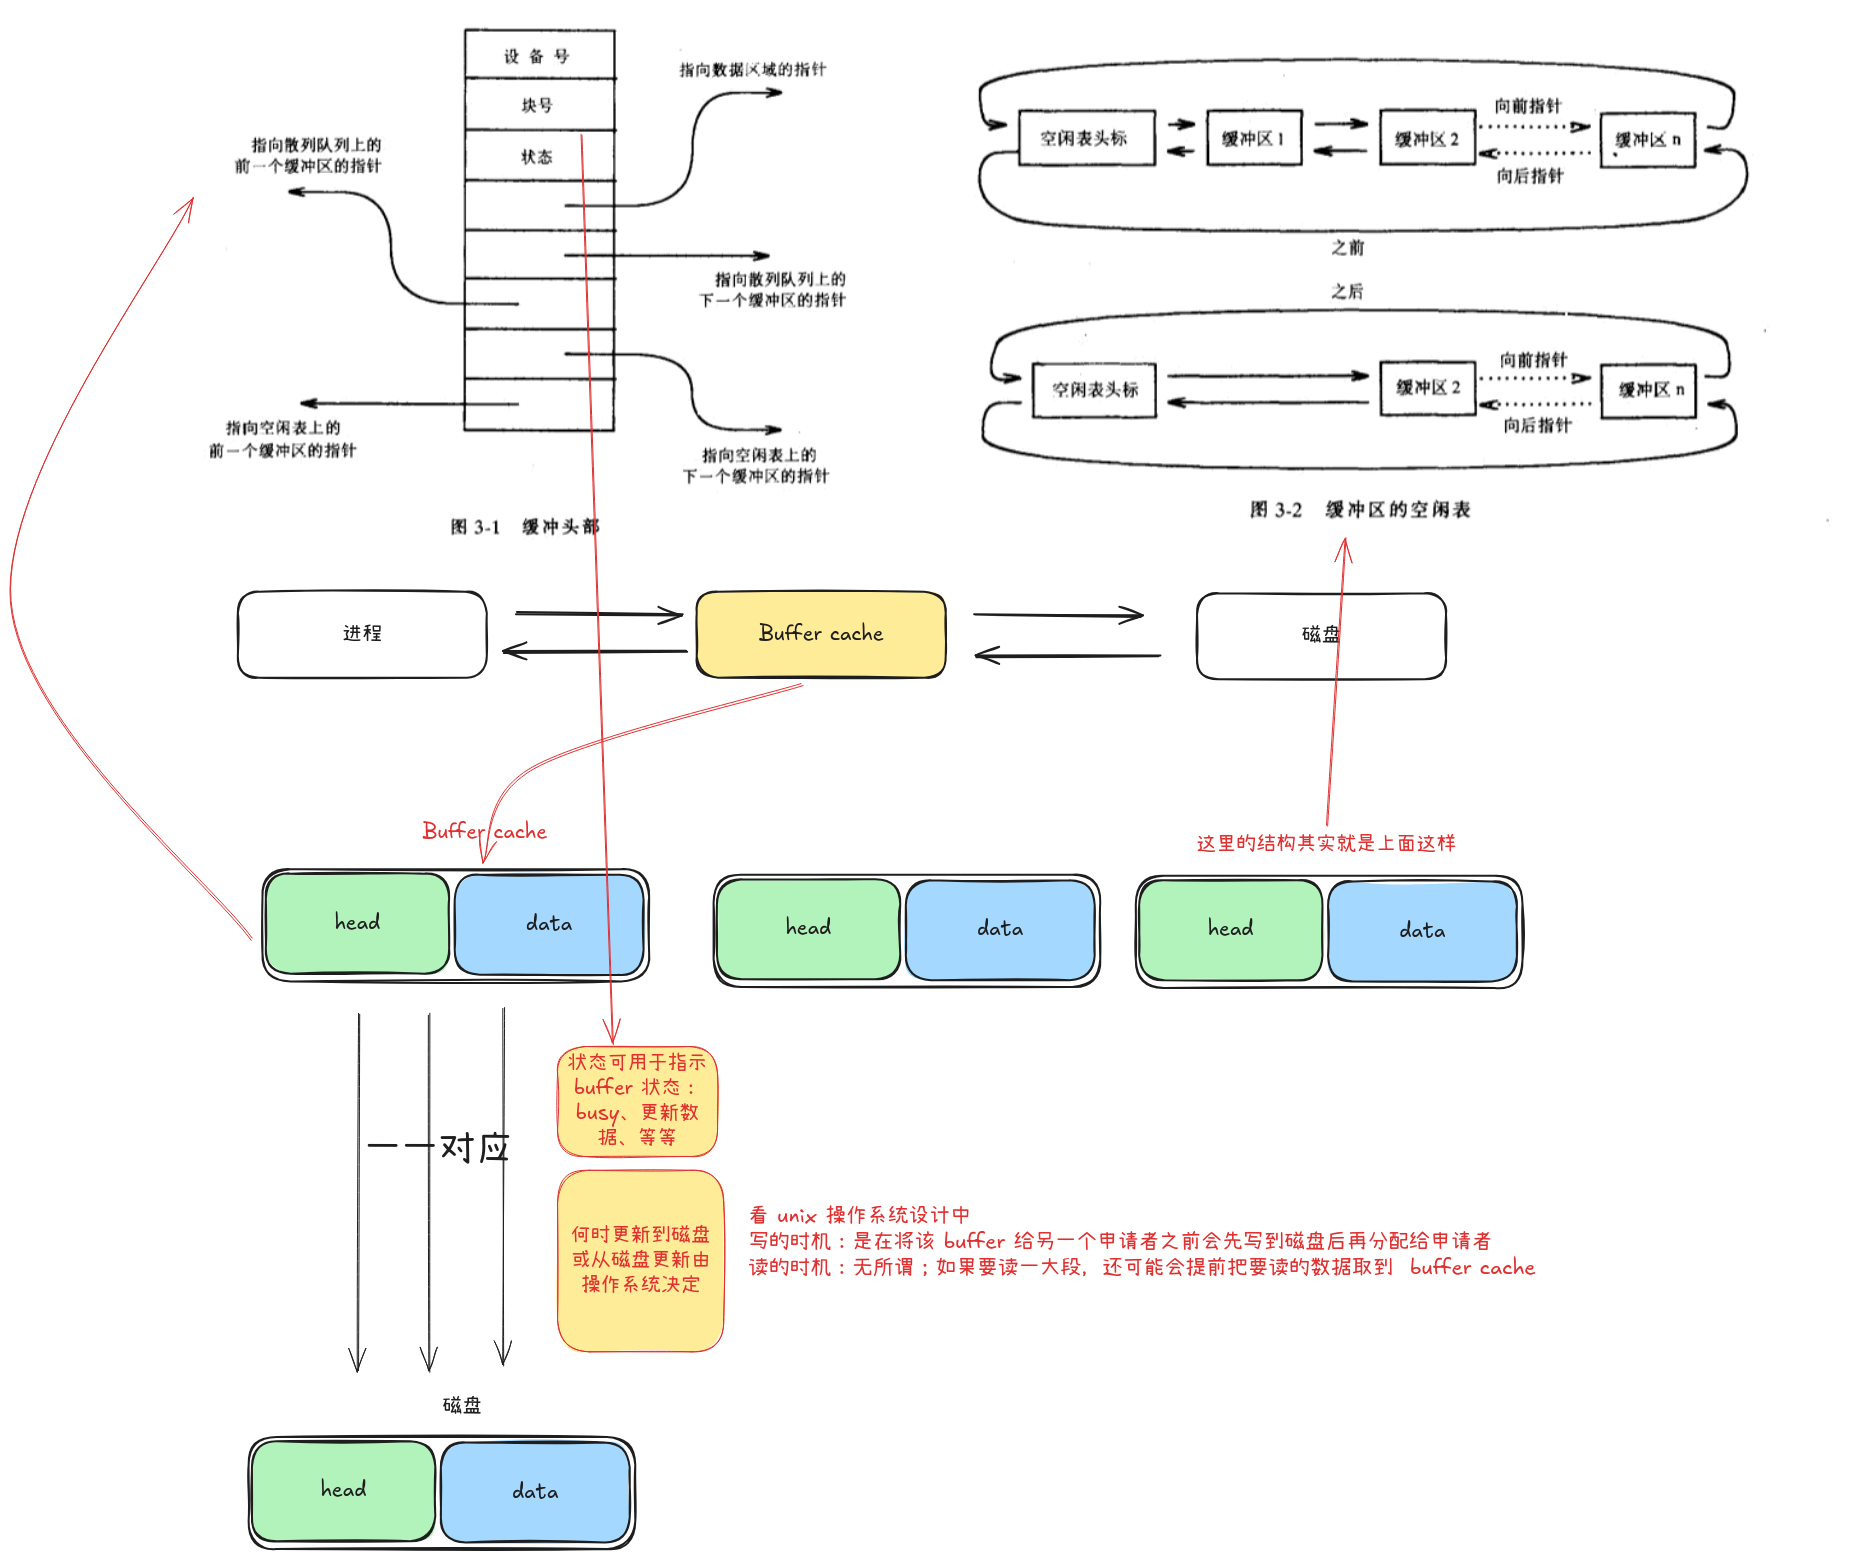 设备号
块号
状态
指向数据区域的指针
指向散列队列上的
前一个缓冲区的指针
指向散列队列上的
下一个缓冲区的指针
指向空闲表上的
前一个缓冲区的指针
指向空闲表上的
下一个缓冲区的指针
图 3-1 缓冲头部
空闲表头标
缓冲区 1
缓冲区 2
向前指针
向后指针
缓冲区 n
之前
之后
空闲表头标
缓冲区 2
向前指针
向后指针
缓冲区 n
图 3-2 缓冲区的空闲表
进程
Buffer cache
磁盘
Buffer cache
这里的结构其实就是上面这样
head
data
head
data
head
data
状态可用于指示
buffer 状态：
busy、更新数
据、等等
一一对应
何时更新到磁盘
或从磁盘更新由
操作系统决定
看 unix 操作系统设计中
写的时机：是在将该 buffer 给另一个申请者之前会先写到磁盘后再分配给申请者
读的时机：无所谓；如果要读一大段，还可能会提前把要读的数据取到 buffer cache
磁盘
head
data